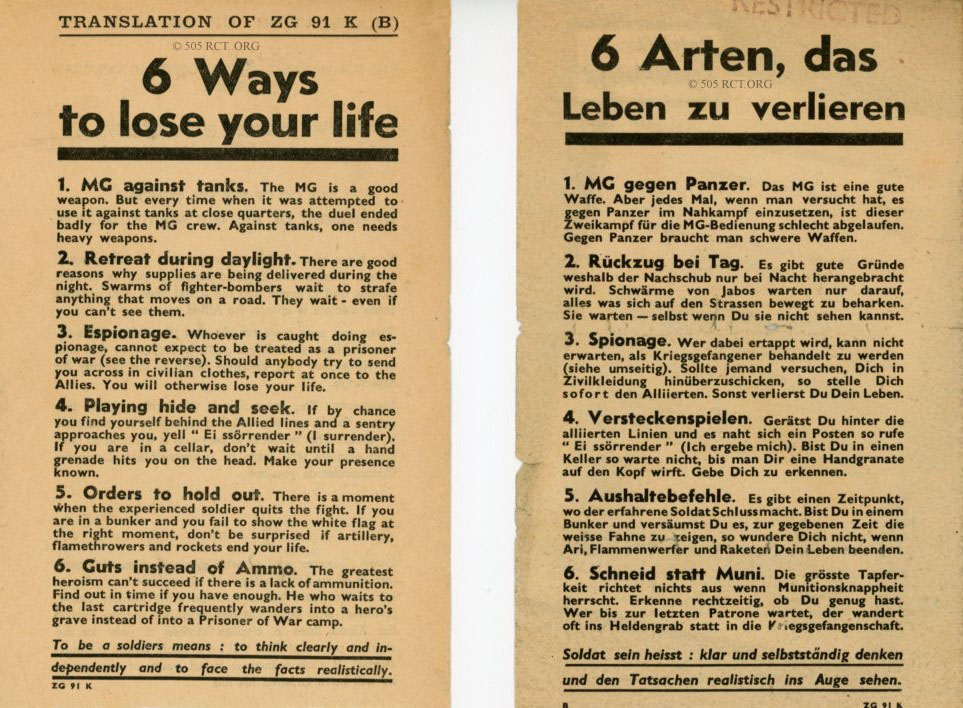 TRANSLATION OF ZG 91 K (B)
© 505 RCT.ORG
6 Ways
to lose your life
1. MG against tanks. The MG is a good
weapon. But every time when it was attempted to
use it against tanks at close quarters, the duel ended
badly for the MG crew. Against tanks, one needs
heavy weapons.
2. Retreat during daylight. There are good
reasons why supplies are being delivered during the
night. Swarms of fighter-bombers wait to strafe
anything that moves on a road. They wait - even if
you can't see them.
3. Espionage. Whoever is caught doing es-
pionage, cannot expect to be treated as a prisoner
of war (see the reverse). Should anybody try to send
you across in civilian clothes, report at once to the
Allies. You will otherwise lose your life.
4. Playing hide and seek. If by chance
you find yourself behind the Allied lines and a sentry
approaches you, yell " Ei ssörrender " (I surrender).
If you are in a cellar, don't wait until a hand
grenade hits you on the head. Make your presence
known.
5. Orders to hold out. There is a moment
when the experienced soldier quits the fight. If you
are in a bunker and you fail to show the white flag at
the right moment, don't be surprised if artillery,
flamethrowers and rockets end your life.
6. Guts instead of Ammo. The greatest
heroism can't succeed if there is a lack of ammunition.
Find out in time if you have enough. He who waits to
the last cartridge frequently wanders into a hero's
grave instead of into a Prisoner of War camp.
To be a soldiers means : to think clearly and in-
dependently and to face the facts realistically.
ZG 91 K
RESTRICTED
6 Arten, das
© 505 RCT.ORG
Leben zu verlieren
1. MG gegen Panzer. Das MG ist eine gute
Waffe. Aber jedes Mal, wenn man versucht hat, es
gegen Panzer im Nahkampf einzusetzen, ist dieser
Zweikampf für die MG-Bedienung schlecht abgelaufen.
Gegen Panzer braucht man schwere Waffen.
2. Rückzug bei Tag. Es gibt gute Gründe
weshalb der Nachschub nur bei Nacht herangebracht
wird. Schwärme von Jabos warten nur darauf,
alles was sich auf den Strassen bewegt zu beharken.
Sie warten — selbst wenn Du sie nicht sehen kannst.
3. Spionage. Wer dabei ertappt wird, kann nicht
erwarten, als Kriegsgefangener behandelt zu werden
(siehe umseitig). Sollte jemand versuchen, Dich in
Zivilkleidung hinüberzuschicken, so stelle Dich
sofort den Alliierten. Sonst verlierst Du Dein Leben.
4. Versteckenspielen. Gerätst Du hinter die
alliierten Linien und es naht sich ein Posten so rufe
" Ei ssörrender " (Ich ergebe mich). Bist Du in einem
Keller so warte nicht, bis man Dir eine Handgranate
auf den Kopf wirft. Gebe Dich zu erkennen.
5. Aushaltebefehle. Es gibt einen Zeitpunkt,
wo der erfahrene Soldat Schluss macht. Bist Du in einem
Bunker und versäumst Du es, zur gegebenen Zeit die
weisse Fahne zu zeigen, so wundere Dich nicht, wenn
Ari, Flammenwerfer und Raketen Dein Leben beenden.
6. Schneid statt Muni. Die grösste Tapfer-
keit richtet nichts aus wenn Munitionsknappheit
herrscht. Erkenne rechtzeitig, ob Du genug hast.
Wer bis zur letzten Patrone wartet, der wandert
oft ins Heldengrab statt in die Kriegsgefangenschaft.
Soldat sein heisst : klar und selbstständig denken
und den Tatsachen realistisch ins Auge sehen.
B ZG 91 K